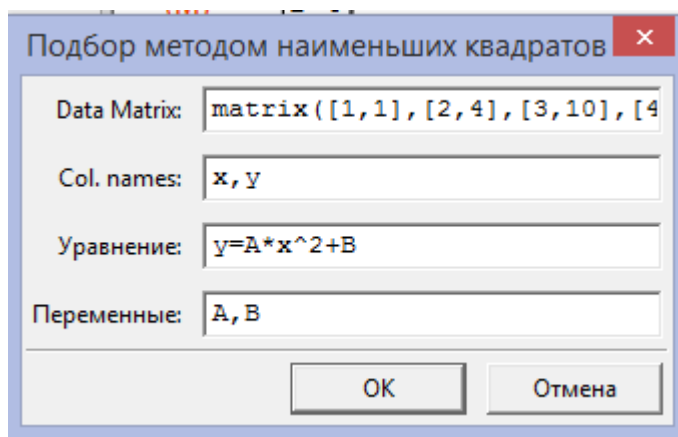 Подбор методом наименьших квадратов
Data Matrix: matrix([1,1],[2,4],[3,10],[4
Col. names: x,y
Уравнение: y=A*x^2+B
Переменные: A,B
OK Отмена